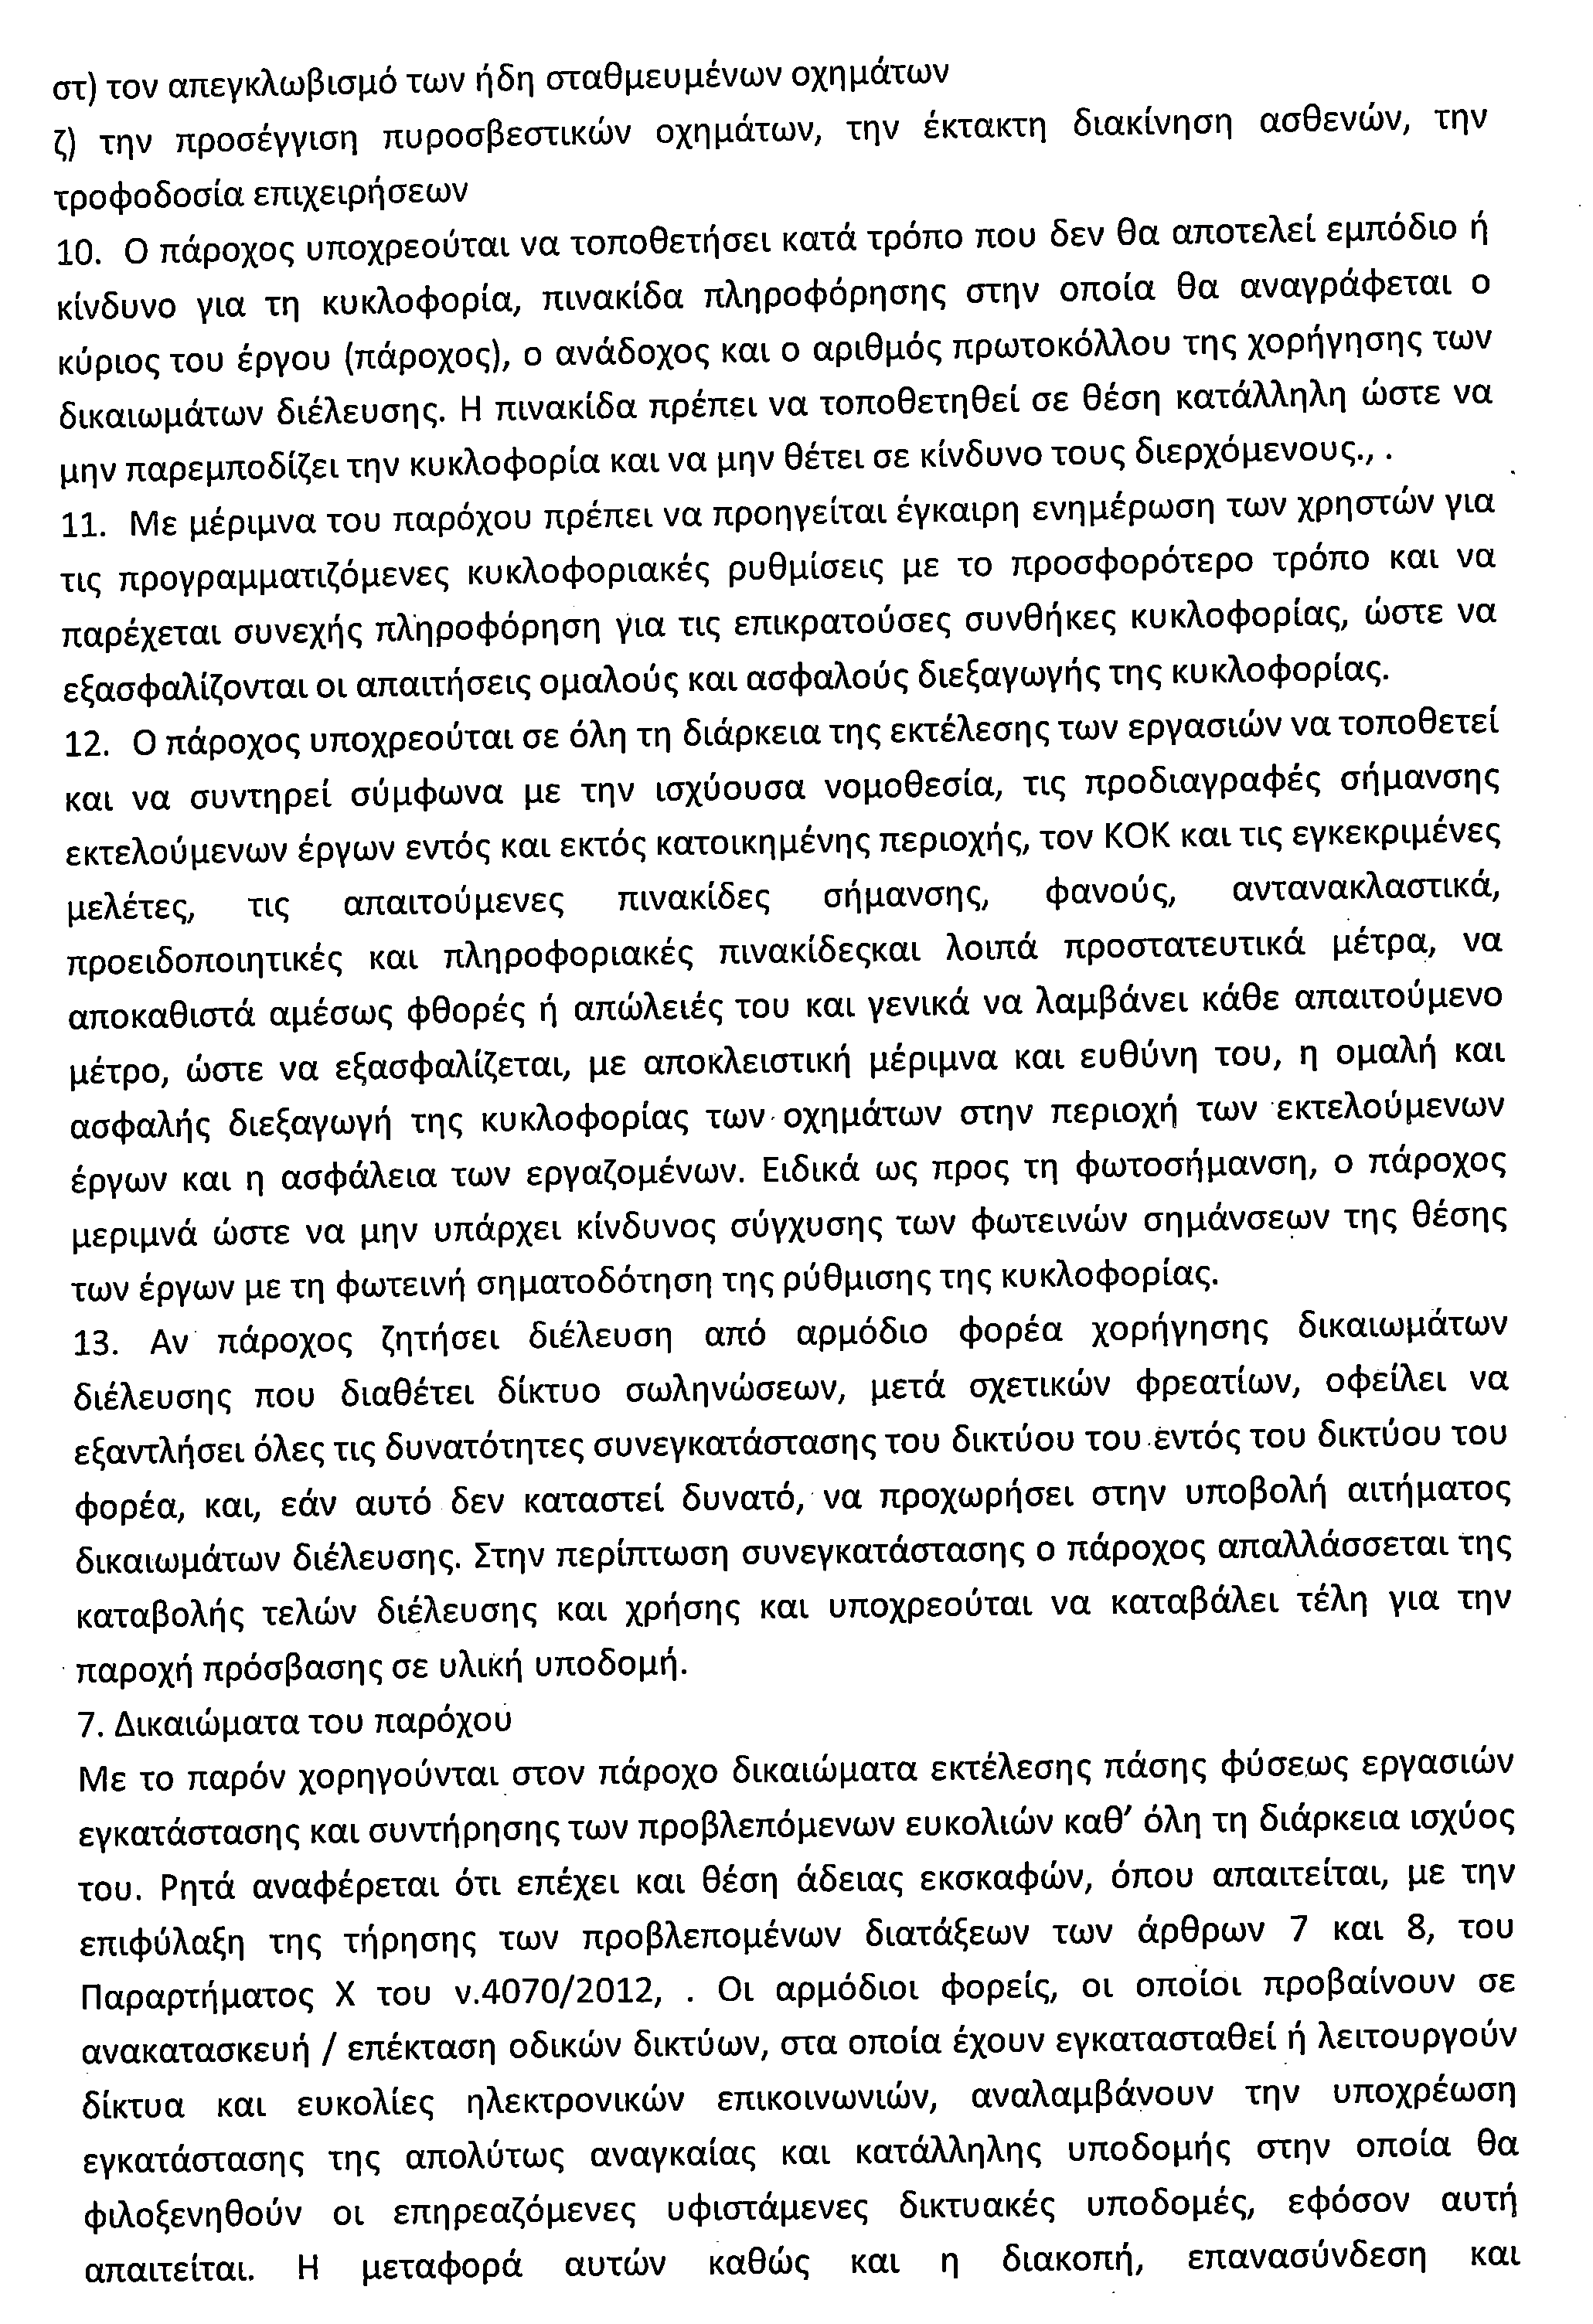 στ) τον απεγκλωβισμό των ήδη σταθμευμένων οχημάτων
ζ) την προσέγγιση πυροσβεστικών οχημάτων, την έκτακτη διακίνηση ασθενών, την
τροφοδοσία επιχειρήσεων
10. Ο πάροχος υποχρεούται να τοποθετήσει κατά τρόπο που δεν θα αποτελεί εμπόδιο ή
κίνδυνο για τη κυκλοφορία, πινακίδα πληροφόρησης στην οποία θα αναγράφεται ο
κύριος του έργου (πάροχος), ο ανάδοχος και ο αριθμός πρωτοκόλλου της χορήγησης των
δικαιωμάτων διέλευσης. Η πινακίδα πρέπει να τοποθετηθεί σε θέση κατάλληλη ώστε να
μην παρεμποδίζει την κυκλοφορία και να μην θέτει σε κίνδυνο τους διερχόμενους., .
11. Με μέριμνα του παρόχου πρέπει να προηγείται έγκαιρη ενημέρωση των χρηστών για
τις προγραμματιζόμενες κυκλοφοριακές ρυθμίσεις με το προσφορότερο τρόπο και να
παρέχεται συνεχής πληροφόρηση για τις επικρατούσες συνθήκες κυκλοφορίας, ώστε να
εξασφαλίζονται οι απαιτήσεις ομαλούς και ασφαλούς διεξαγωγής της κυκλοφορίας.
12. Ο πάροχος υποχρεούται σε όλη τη διάρκεια της εκτέλεσης των εργασιών να τοποθετεί
και να συντηρεί σύμφωνα με την ισχύουσα νομοθεσία, τις προδιαγραφές σήμανσης
εκτελούμενων έργων εντός και εκτός κατοικημένης περιοχής, τον ΚΟΚ και τις εγκεκριμένες
μελέτες, τις απαιτούμενες πινακίδες σήμανσης, φανούς, αντανακλαστικά,
προειδοποιητικές και πληροφοριακές πινακίδεςκαι λοιπά προστατευτικά μέτρα, να
αποκαθιστά αμέσως φθορές ή απώλειές του και γενικά να λαμβάνει κάθε απαιτούμενο
μέτρο, ώστε να εξασφαλίζεται, με αποκλειστική μέριμνα και ευθύνη του, η ομαλή και
ασφαλής διεξαγωγή της κυκλοφορίας των οχημάτων στην περιοχή των εκτελούμενων
έργων και η ασφάλεια των εργαζομένων. Ειδικά ως προς τη φωτοσήμανση, ο πάροχος
μεριμνά ώστε να μην υπάρχει κίνδυνος σύγχυσης των φωτεινών σημάνσεων της θέσης
των έργων με τη φωτεινή σηματοδότηση της ρύθμισης της κυκλοφορίας.
13. Αν πάροχος ζητήσει διέλευση από αρμόδιο φορέα χορήγησης δικαιωμάτων
διέλευσης που διαθέτει δίκτυο σωληνώσεων, μετά σχετικών φρεατίων, οφείλει να
εξαντλήσει όλες τις δυνατότητες συνεγκατάστασης του δικτύου του εντός του δικτύου του
φορέα, και, εάν αυτό δεν καταστεί δυνατό, να προχωρήσει στην υποβολή αιτήματος
δικαιωμάτων διέλευσης. Στην περίπτωση συνεγκατάστασης ο πάροχος απαλλάσσεται της
καταβολής τελών διέλευσης και χρήσης και υποχρεούται να καταβάλει τέλη για την
παροχή πρόσβασης σε υλική υποδομή.
7. Δικαιώματα του παρόχου
Με το παρόν χορηγούνται στον πάροχο δικαιώματα εκτέλεσης πάσης φύσεως εργασιών
εγκατάστασης και συντήρησης των προβλεπόμενων ευκολιών καθ’ όλη τη διάρκεια ισχύος
του. Ρητά αναφέρεται ότι επέχει και θέση άδειας εκσκαφών, όπου απαιτείται, με την
επιφύλαξη της τήρησης των προβλεπομένων διατάξεων των άρθρων 7 και 8, του
Παραρτήματος Χ του ν.4070/2012, . Οι αρμόδιοι φορείς, οι οποίοι προβαίνουν σε
ανακατασκευή / επέκταση οδικών δικτύων, στα οποία έχουν εγκατασταθεί ή λειτουργούν
δίκτυα και ευκολίες ηλεκτρονικών επικοινωνιών, αναλαμβάνουν την υποχρέωση
εγκατάστασης της απολύτως αναγκαίας και κατάλληλης υποδομής στην οποία θα
φιλοξενηθούν οι επηρεαζόμενες υφιστάμενες δικτυακές υποδομές, εφόσον αυτή
απαιτείται. Η μεταφορά αυτών καθώς και η διακοπή, επανασύνδεση και